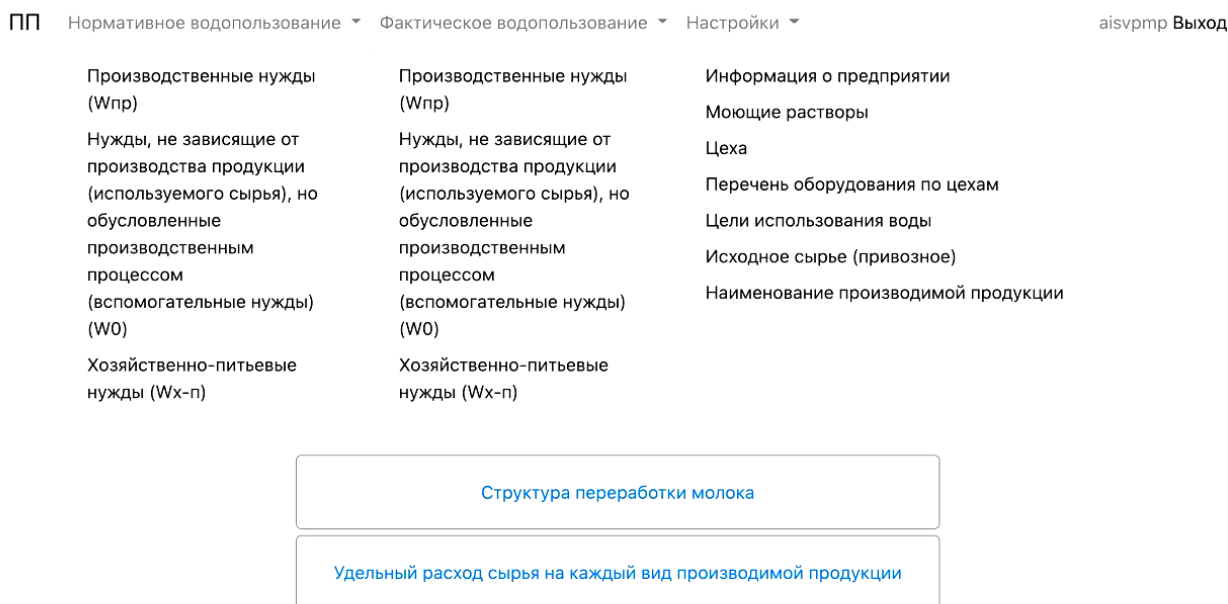 ПП Нормативное водопользование Фактическое водопользование Настройки aisvpmp Выход
Производственные нужды
(Wпр)
Нужды, не зависящие от
производства продукции
(используемого сырья), но
обусловленные
производственным
процессом
(вспомогательные нужды)
(W0)
Хозяйственно-питьевые
нужды (Wх-п)
Производственные нужды
(Wпр)
Нужды, не зависящие от
производства продукции
(используемого сырья), но
обусловленные
производственным
процессом
(вспомогательные нужды)
(W0)
Хозяйственно-питьевые
нужды (Wх-п)
Информация о предприятии
Моющие растворы
Цеха
Перечень оборудования по цехам
Цели использования воды
Исходное сырье (привозное)
Наименование производимой продукции
Структура переработки молока
Удельный расход сырья на каждый вид производимой продукции